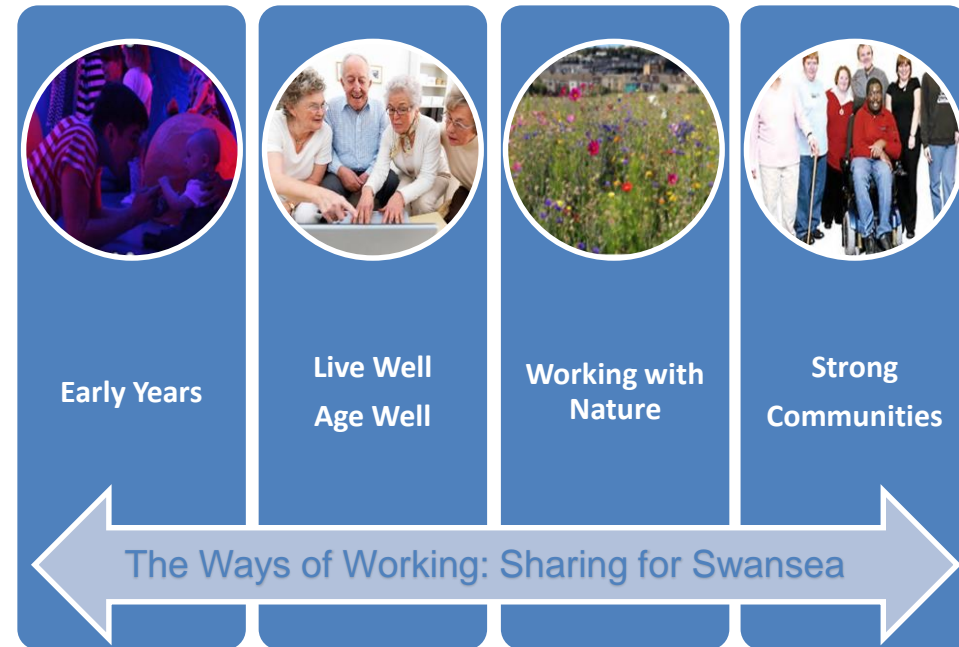 Early Years
Live Well
Age Well
Working with
Nature
Strong
Communities
The Ways of Working: Sharing for Swansea